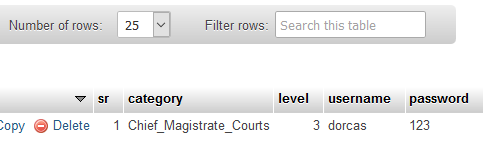 Number of rows: 25 Filter rows: Search this table
sr category level username password
Copy Delete 1 Chief_Magistrate_Courts 3 dorcas 123